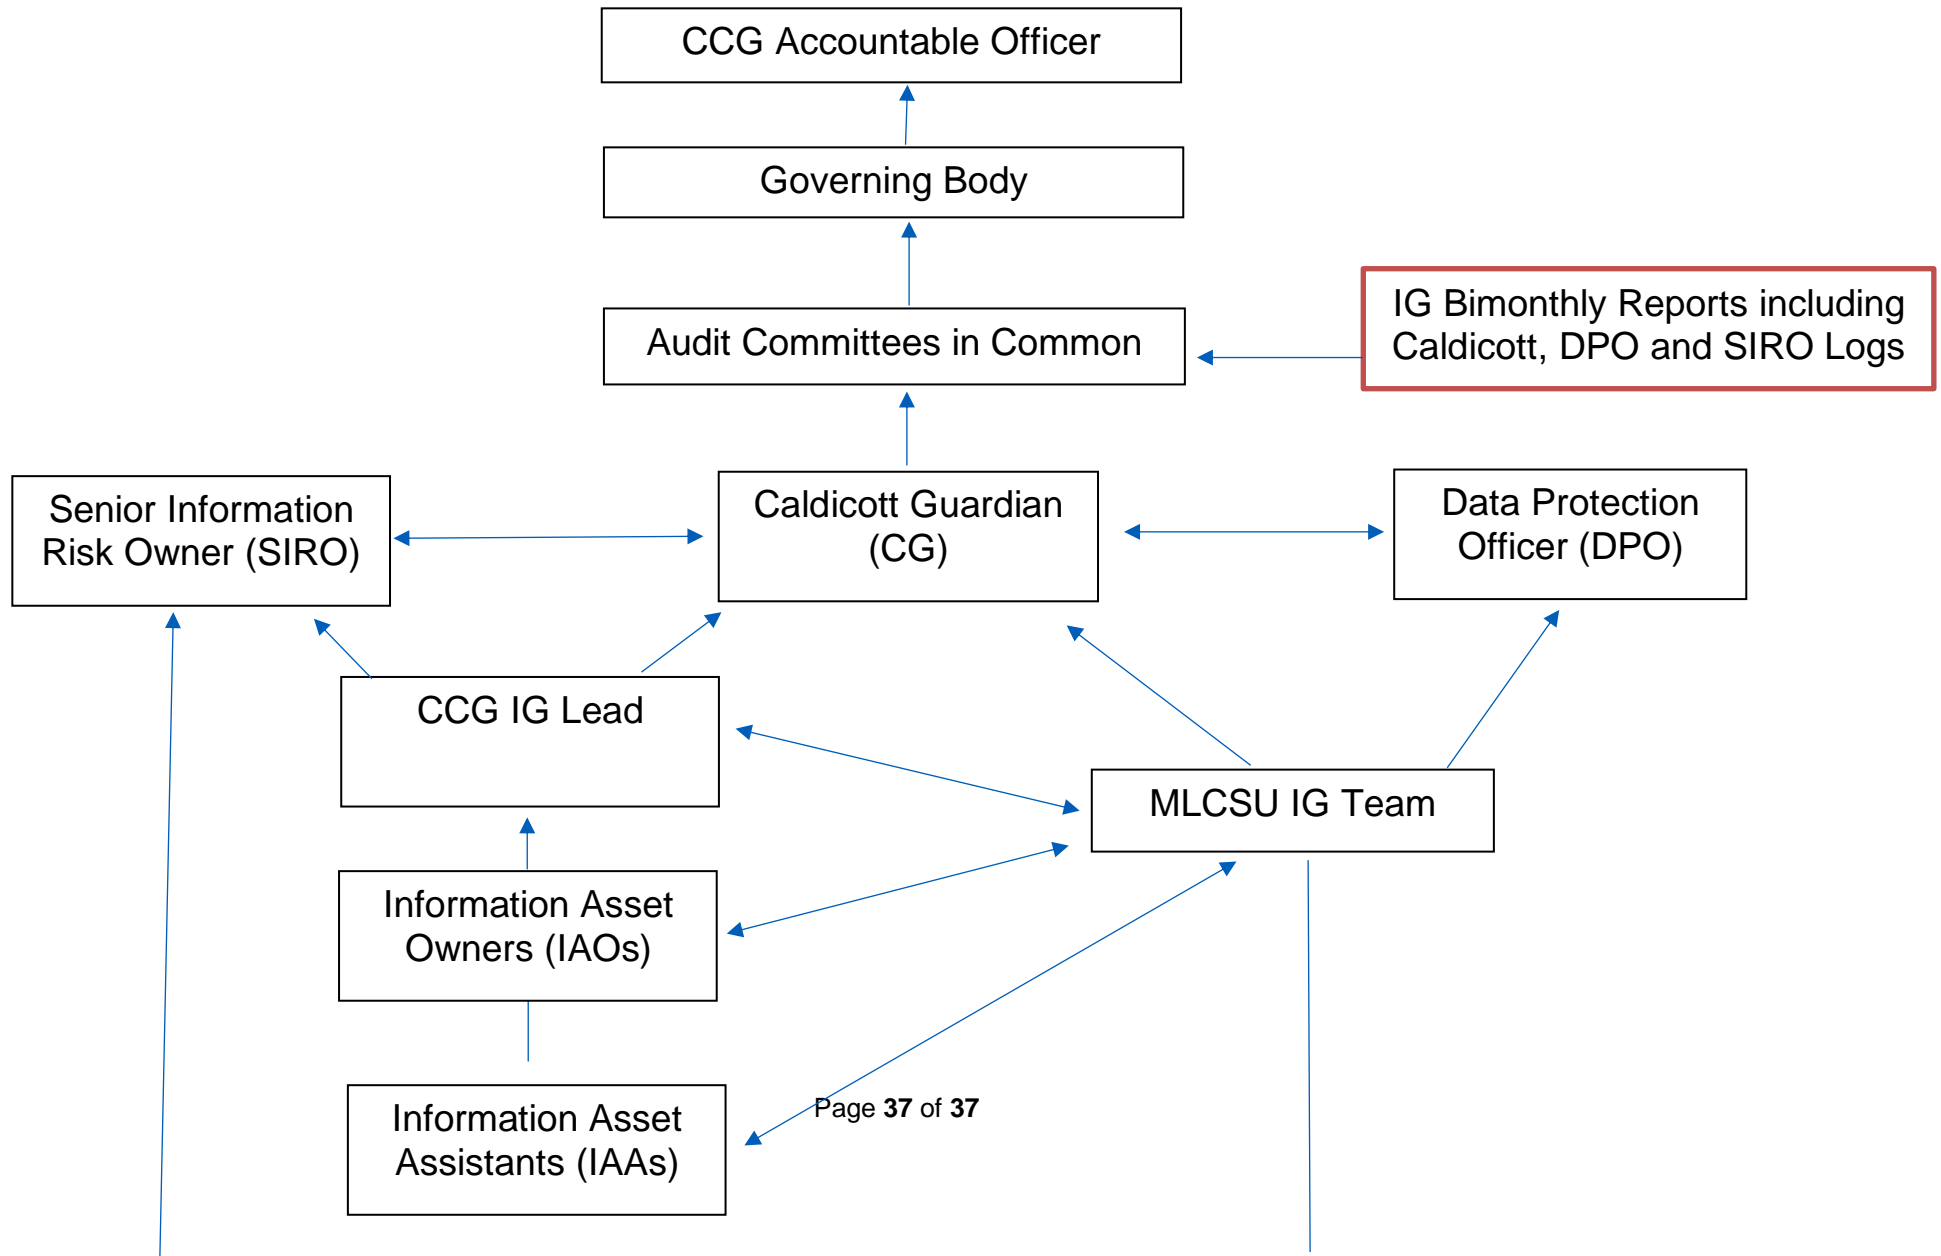 CCG Accountable Officer
Governing Body
Audit Committees in Common
IG Bimonthly Reports including
Caldicott, DPO and SIRO Logs
Senior Information
Risk Owner (SIRO)
Caldicott Guardian
(CG)
Data Protection
Officer (DPO)
CCG IG Lead
MLCSU IG Team
Information Asset
Owners (IAOs)
Information Asset
Assistants (IAAs)
Page 37 of 37